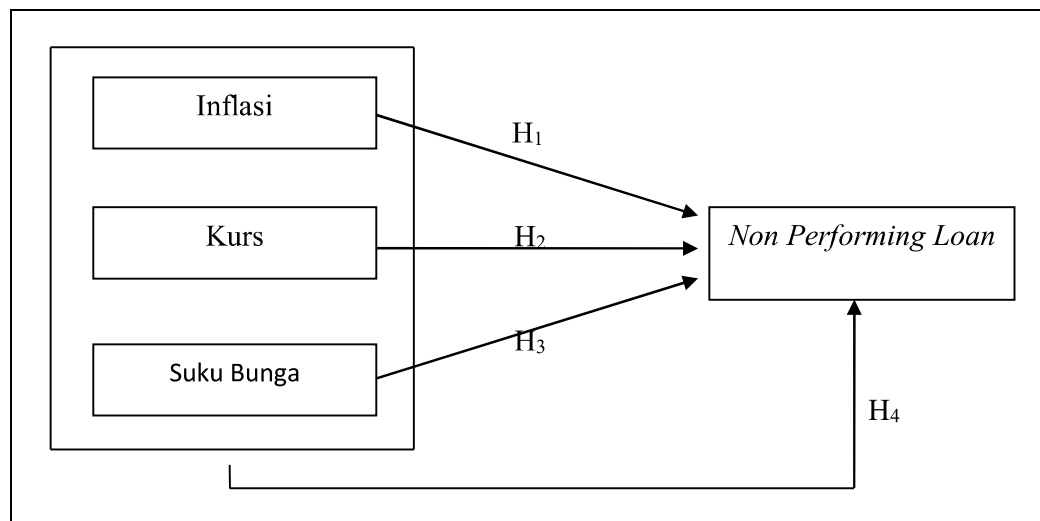 Inflasi
H₁
Kurs
H₂
Non Performing Loan
Suku Bunga
H₃
H₄